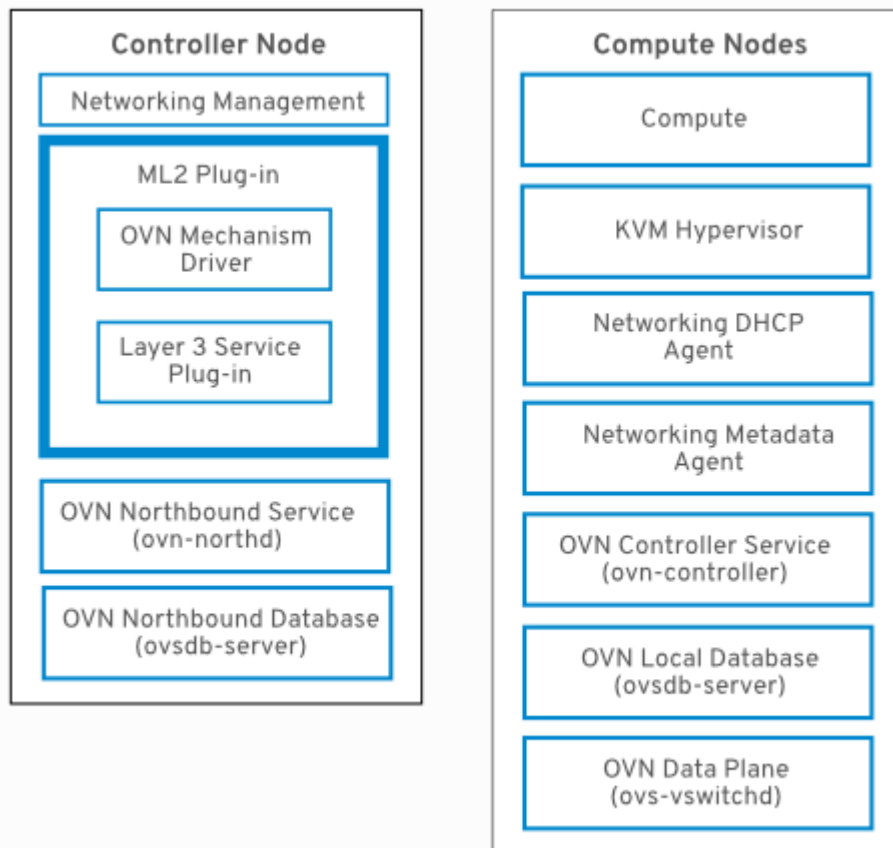 Controller Node
Networking Management
ML2 Plug-in
OVN Mechanism
Driver
Layer 3 Service
Plug-in
OVN Northbound Service
(ovn-northd)
OVN Northbound Database
(ovsdb-server)
Compute Nodes
Compute
KVM Hypervisor
Networking DHCP
Agent
Networking Metadata
Agent
OVN Controller Service
(ovn-controller)
OVN Local Database
(ovsdb-server)
OVN Data Plane
(ovs-vswitchd)